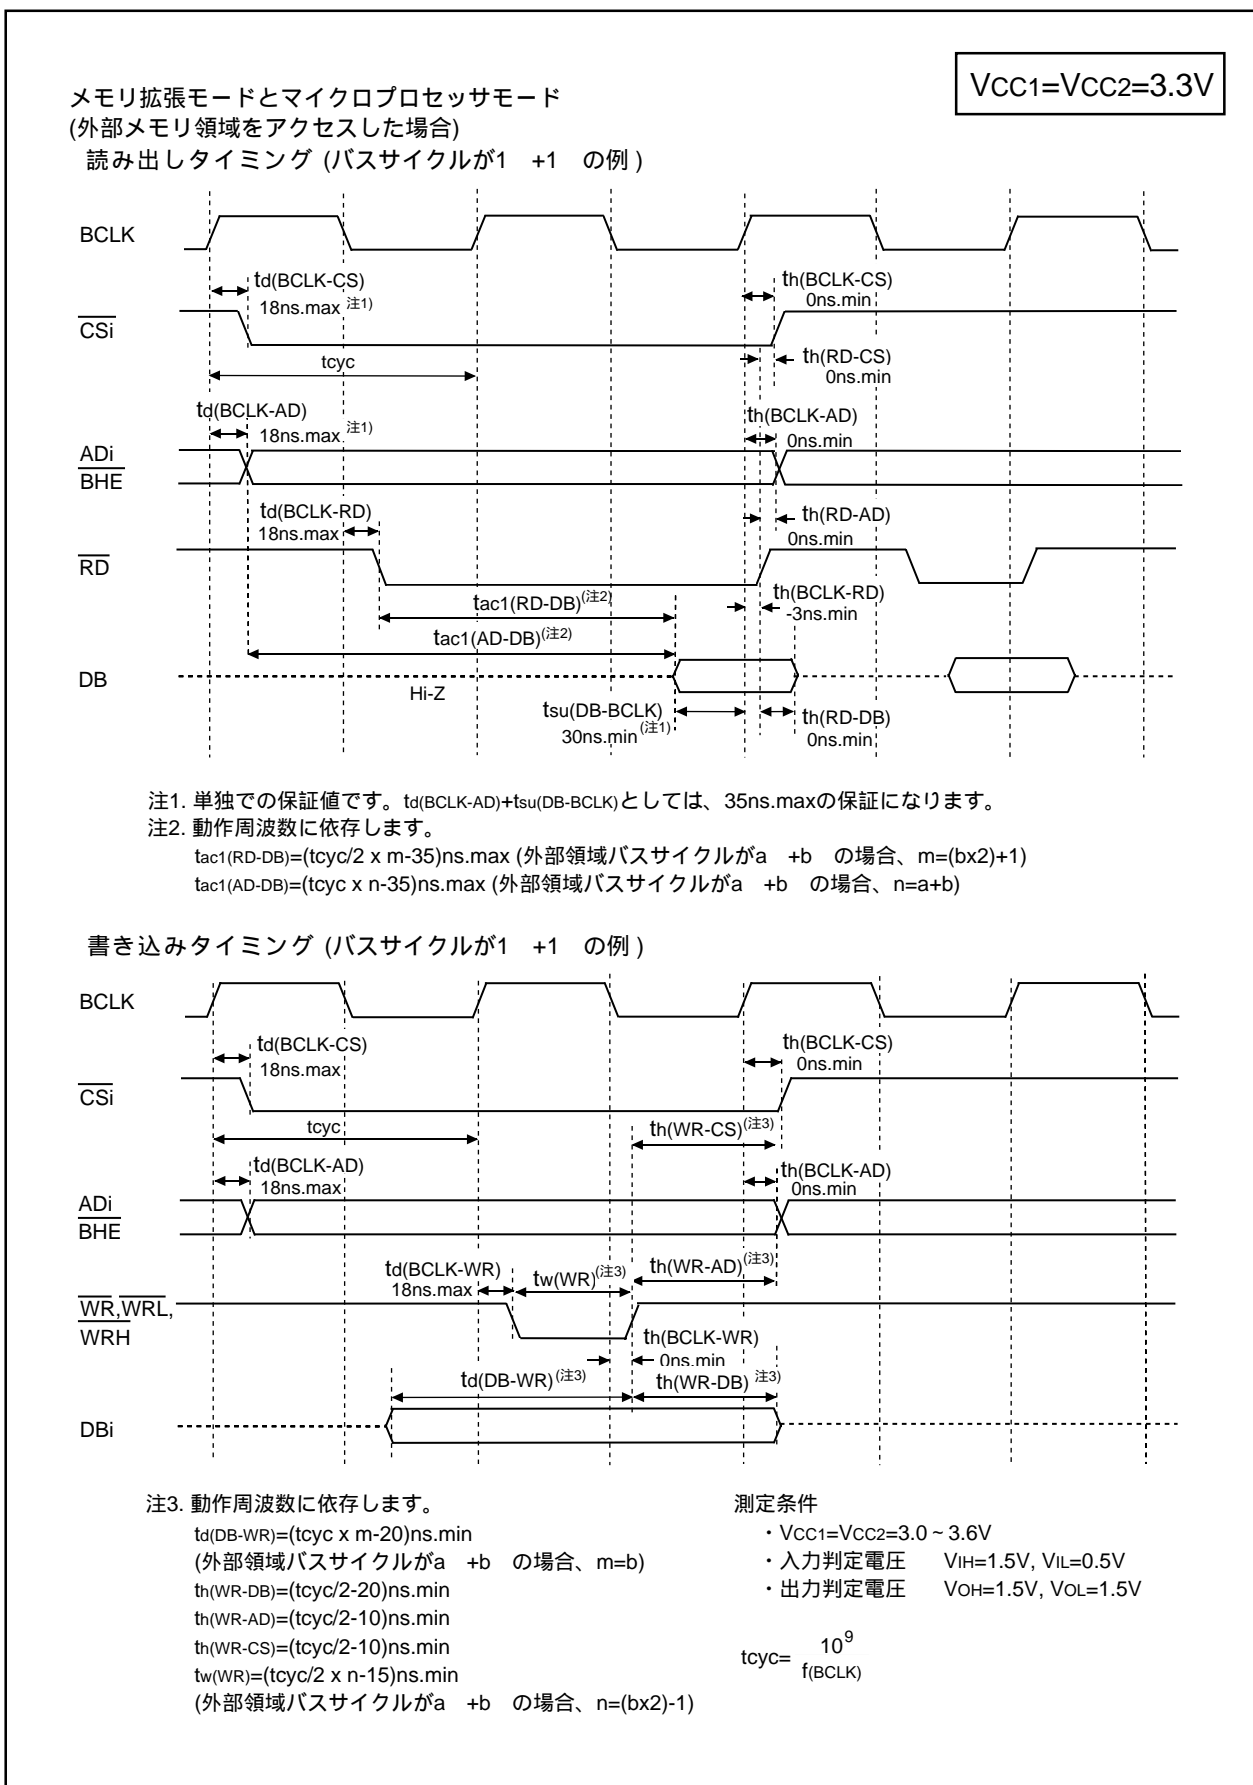 VCC1=VCC2=3.3V
メモリ拡張モードとマイクロプロセッサモード
(外部メモリ領域をアクセスした場合)
読み出しタイミング (バスサイクルが1 +1 の例 )
BCLK
td(BCLK-CS)
18ns.max 注1)
th(BCLK-CS)
0ns.min
CSi
tcyc
th(RD-CS)
0ns.min
td(BCLK-AD)
18ns.max 注1)
th(BCLK-AD)
0ns.min
ADi
BHE
td(BCLK-RD)
18ns.max
th(RD-AD)
0ns.min
RD
tac1(RD-DB)(注2)
th(BCLK-RD)
-3ns.min
tac1(AD-DB)(注2)
DB
Hi-Z
tsu(DB-BCLK)
30ns.min(注1)
th(RD-DB)
0ns.min
注1. 単独での保証値です。td(BCLK-AD)+tsu(DB-BCLK)としては、35ns.maxの保証になります。
注2. 動作周波数に依存します。
tac1(RD-DB)=(tcyc/2 x m-35)ns.max (外部領域バスサイクルがa +b の場合、m=(bx2)+1)
tac1(AD-DB)=(tcyc x n-35)ns.max (外部領域バスサイクルがa +b の場合、n=a+b)
書き込みタイミング (バスサイクルが1 +1 の例 )
BCLK
td(BCLK-CS)
18ns.max
th(BCLK-CS)
0ns.min
CSi
tcyc
th(WR-CS)(注3)
td(BCLK-AD)
18ns.max
th(BCLK-AD)
0ns.min
ADi
BHE
td(BCLK-WR)
18ns.max
tw(WR)(注3)
th(WR-AD)(注3)
WR,WRL,
WRH
th(BCLK-WR)
0ns.min
td(DB-WR)(注3)
th(WR-DB) 注3)
DBi
注3. 動作周波数に依存します。
td(DB-WR)=(tcyc x m-20)ns.min
(外部領域バスサイクルがa +b の場合、m=b)
th(WR-DB)=(tcyc/2-20)ns.min
th(WR-AD)=(tcyc/2-10)ns.min
th(WR-CS)=(tcyc/2-10)ns.min
tw(WR)=(tcyc/2 x n-15)ns.min
(外部領域バスサイクルがa +b の場合、n=(bx2)-1)
測定条件
・VCC1=VCC2=3.0~3.6V
・入力判定電圧 VIH=1.5V, VIL=0.5V
・出力判定電圧 VOH=1.5V, VOL=1.5V
tcyc= 10^9
f(BCLK)